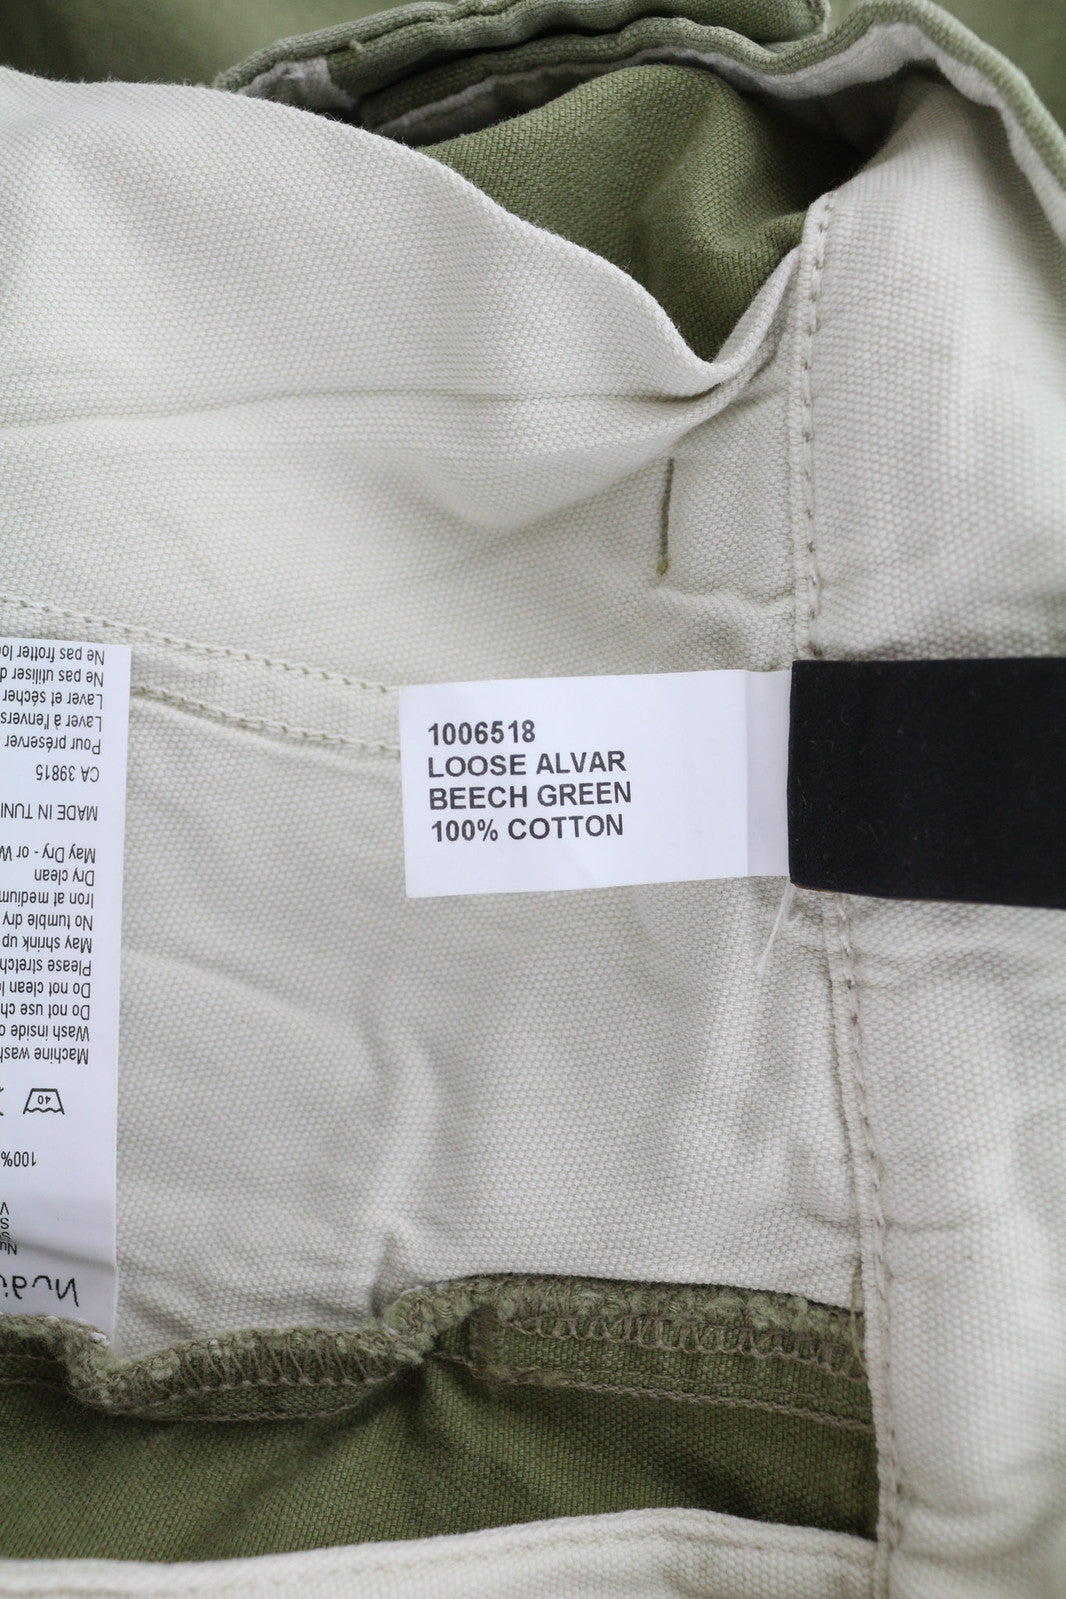 1006518
LOOSE ALVAR
BEECH GREEN
100% COTTON
100%
40
Machine wash
Wash inside
Do not use
Do not clean
Please stretch
May shrink up
No tumble dry
Iron at medium
Dry clean
May Dry - or
MADE IN
CA 39815
Pour préserver
Laver à l'envers
Laver et sécher
Ne pas utiliser
Ne pas frotter